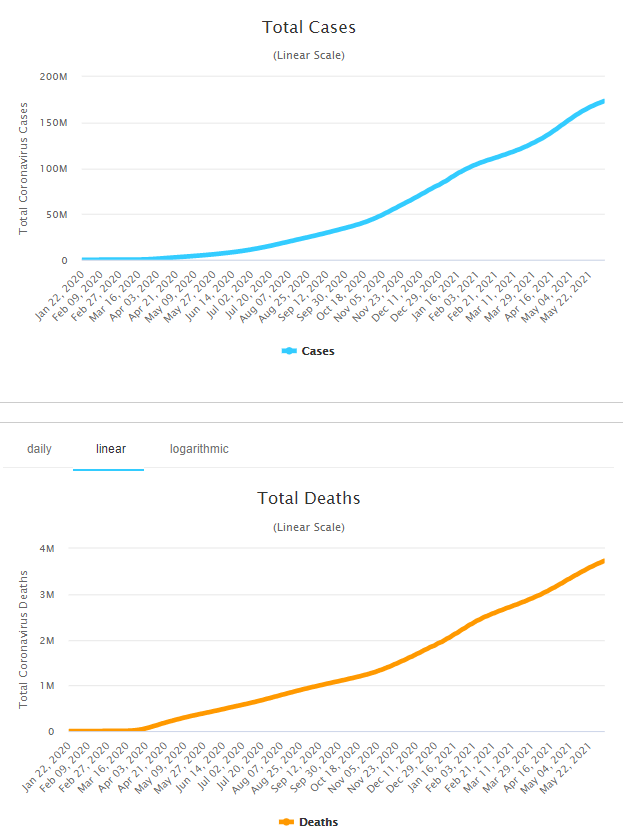 Total Cases
(Linear Scale)
Total Coronavirus Cases
200M
150M
100M
50M
0
Jan 22, 2020
Feb 09, 2020
Feb 27, 2020
Mar 16, 2020
Apr 03, 2020
Apr 21, 2020
May 09, 2020
May 27, 2020
Jun 14, 2020
Jul 02, 2020
Jul 20, 2020
Aug 07, 2020
Aug 25, 2020
Sep 12, 2020
Sep 30, 2020
Oct 18, 2020
Nov 05, 2020
Nov 23, 2020
Dec 11, 2020
Dec 29, 2020
Jan 16, 2021
Feb 03, 2021
Feb 21, 2021
Mar 11, 2021
Mar 29, 2021
Apr 16, 2021
May 04, 2021
May 22, 2021
Cases
daily linear logarithmic
Total Deaths
(Linear Scale)
Total Coronavirus Deaths
4M
3M
2M
1M
0
Jan 22, 2020
Feb 09, 2020
Feb 27, 2020
Mar 16, 2020
Apr 03, 2020
Apr 21, 2020
May 09, 2020
May 27, 2020
Jun 14, 2020
Jul 02, 2020
Jul 20, 2020
Aug 07, 2020
Aug 25, 2020
Sep 12, 2020
Sep 30, 2020
Oct 18, 2020
Nov 05, 2020
Nov 23, 2020
Dec 11, 2020
Dec 29, 2020
Jan 16, 2021
Feb 03, 2021
Feb 21, 2021
Mar 11, 2021
Mar 29, 2021
Apr 16, 2021
May 04, 2021
May 22, 2021
Deaths